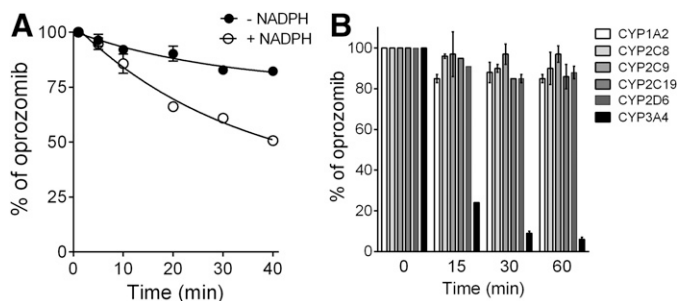 A
- NADPH
+ NADPH
% of oprozomib
100
75
50
25
0
0
10
20
30
40
Time (min)
B
% of oprozomib
100
80
60
40
20
0
0
15
30
60
Time (min)
CYP1A2
CYP2C8
CYP2C9
CYP2C19
CYP2D6
CYP3A4